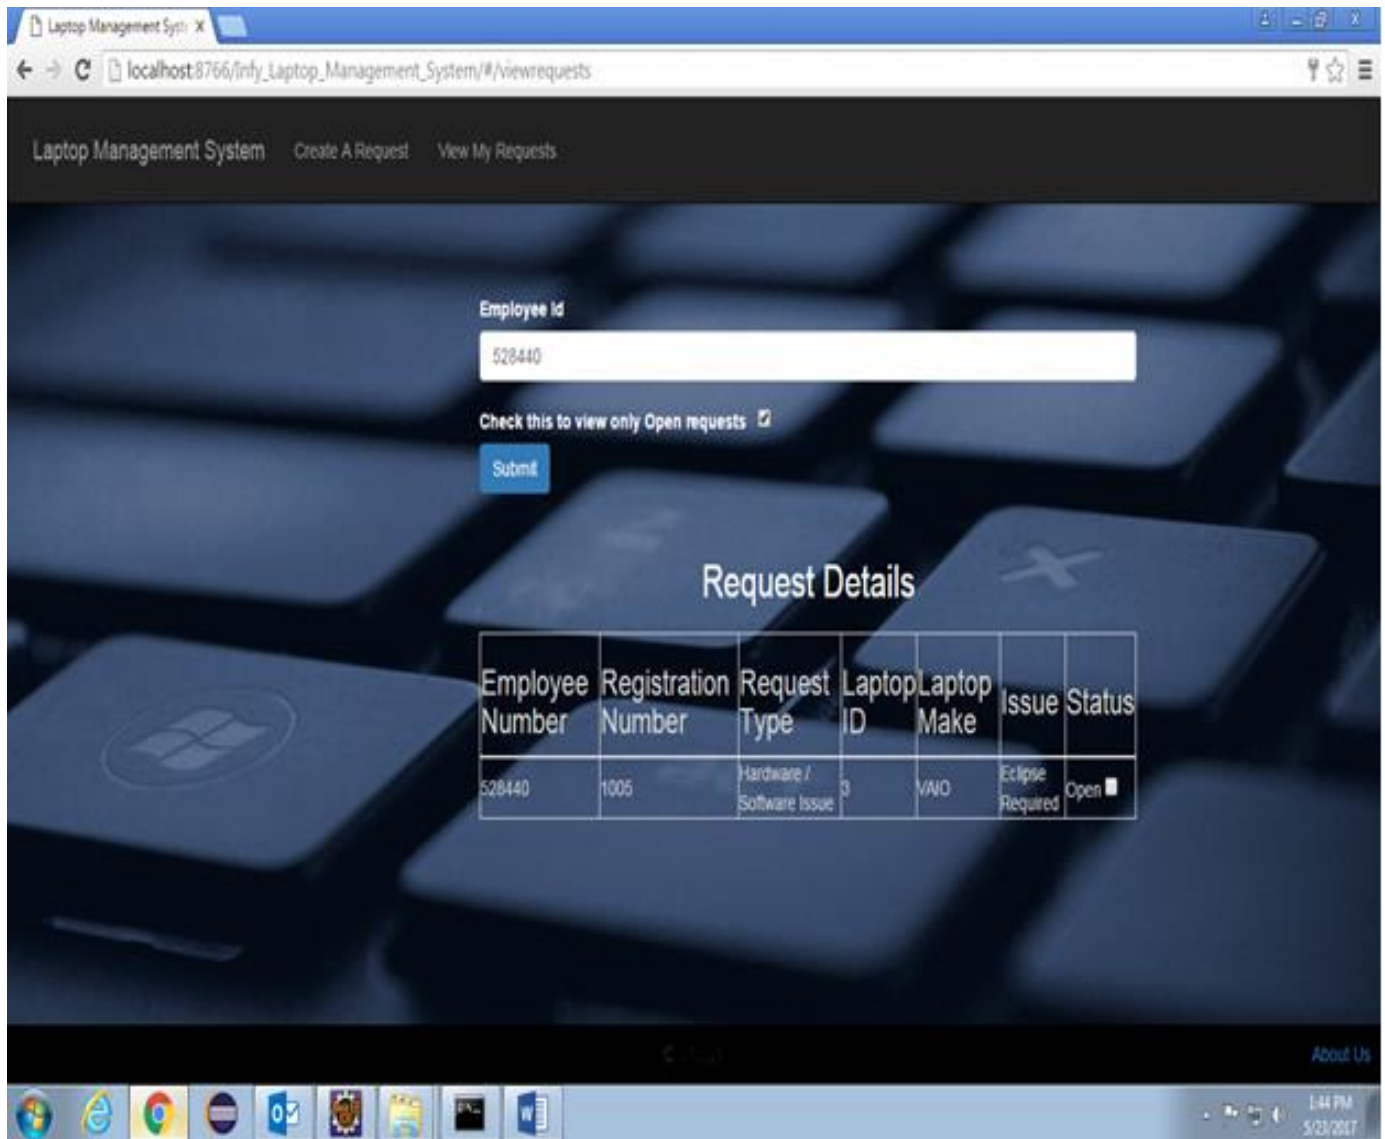 Laptop Management Syst
localhost:8766/Infy_Laptop_Management_System/#/viewrequests
Laptop Management System Create A Request View My Requests
Employee Id
528440
Check this to view only Open requests
Submit
Request Details
Employee Number Registration Number Request Type Laptop ID Laptop Make Issue Status
528440 1005 Hardware / Software Issue 3 VAIO Eclipse Required Open
About Us
1:44 PM
5/23/2017